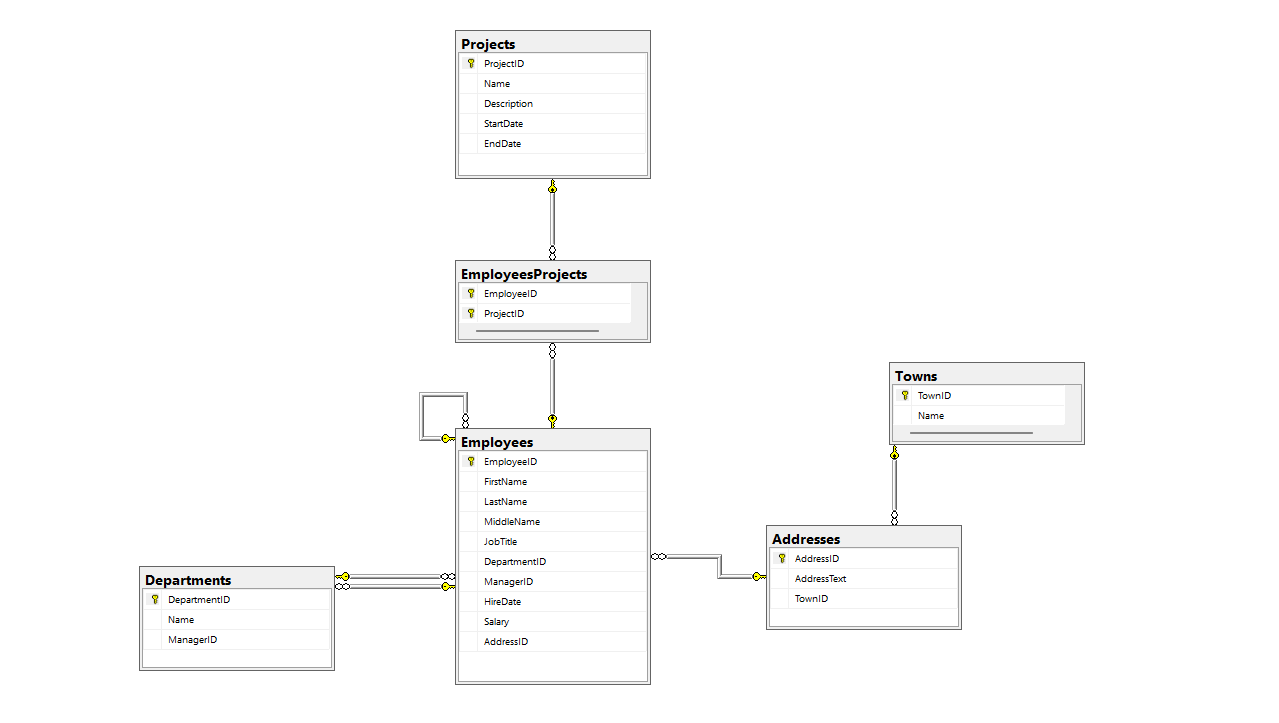 Projects
ProjectID
Name
Description
StartDate
EndDate
EmployeesProjects
EmployeeID
ProjectID
Towns
TownID
Name
Employees
EmployeeID
FirstName
LastName
MiddleName
JobTitle
DepartmentID
ManagerID
HireDate
Salary
AddressID
Addresses
AddressID
AddressText
TownID
Departments
DepartmentID
Name
ManagerID